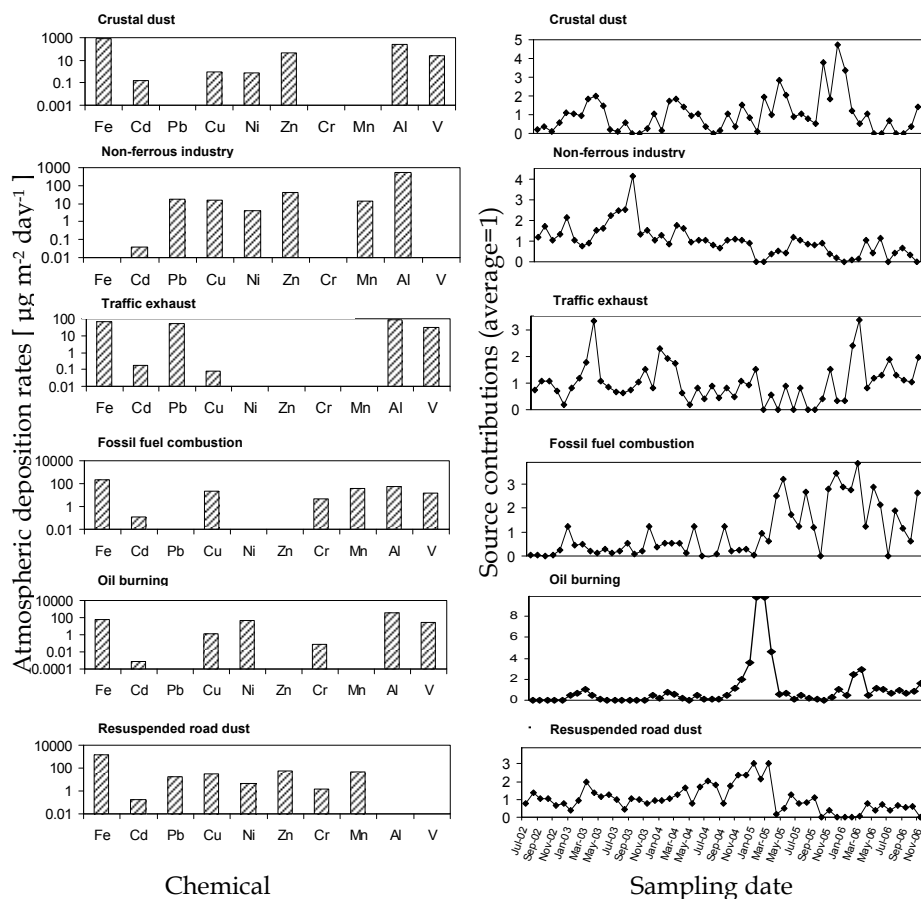 Crustal dust
1000
10
0.1
0.001
Fe Cd Pb Cu Ni Zn Cr Mn Al V
Non-ferrous industry
1000
100
10
1
0.1
0.01
Fe Cd Pb Cu Ni Zn Cr Mn Al V
Traffic exhaust
100
10
1
0.1
0.01
Fe Cd Pb Cu Ni Zn Cr Mn Al V
Fossil fuel combustion
10000
100
1
0.01
Fe Cd Pb Cu Ni Zn Cr Mn Al V
Oil burning
10000
100
1
0.01
0.0001
Fe Cd Pb Cu Ni Zn Cr Mn Al V
Resuspended road dust
10000
100
1
0.01
Fe Cd Pb Cu Ni Zn Cr Mn Al V
Atmospheric deposition rates [ µg m⁻² day⁻¹ ]
Chemical
Crustal dust
5
4
3
2
1
0
Non-ferrous industry
4
3
2
1
0
Traffic exhaust
3
2
1
0
Fossil fuel combustion
3
2
1
0
Oil burning
8
6
4
2
0
Resuspended road dust
3
2
1
0
Jul-02 Sep-02 Nov-02 Jan-03 Mar-03 May-03 Jul-03 Sep-03 Nov-03 Jan-04 Mar-04 May-04 Jul-04 Sep-04 Nov-04 Jan-05 Mar-05 May-05 Jul-05 Sep-05 Nov-05 Jan-06 Mar-06 May-06 Jul-06 Sep-06 Nov-06
Source contributions (average=1)
Sampling date